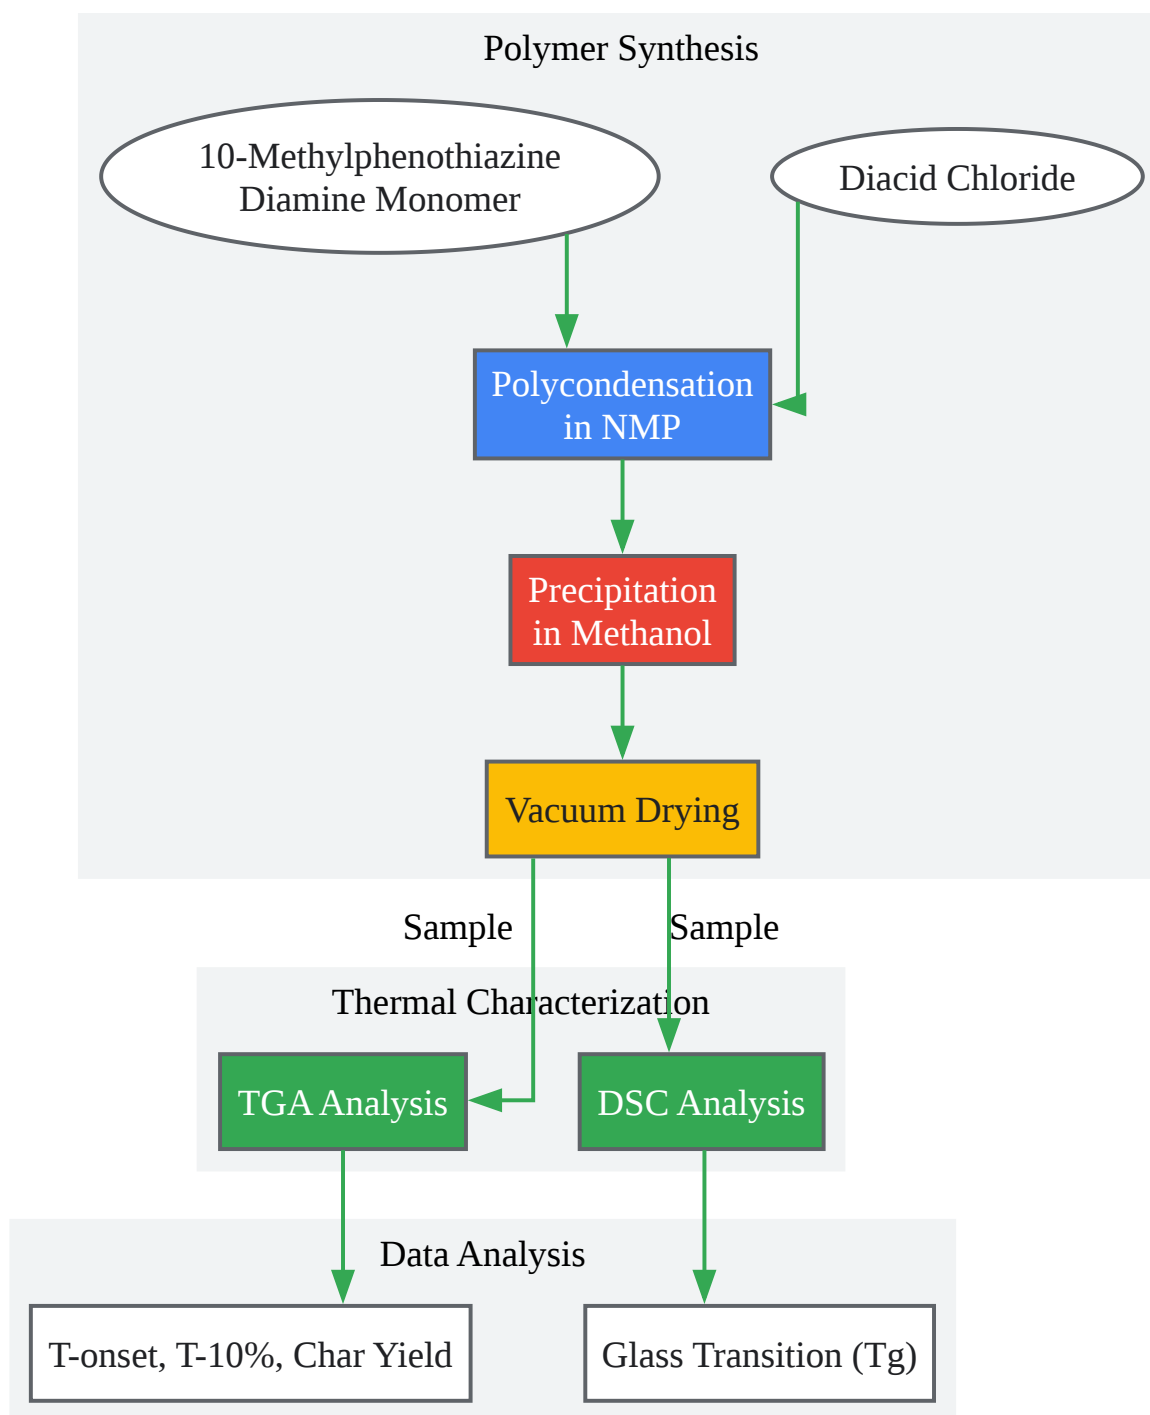 Polymer Synthesis
10-Methylphenothiazine
Diamine Monomer
Diacid Chloride
Polycondensation
in NMP
Precipitation
in Methanol
Vacuum Drying
Sample
Sample
Thermal Characterization
TGA Analysis
DSC Analysis
Data Analysis
T-onset, T-10%, Char Yield
Glass Transition (Tg)